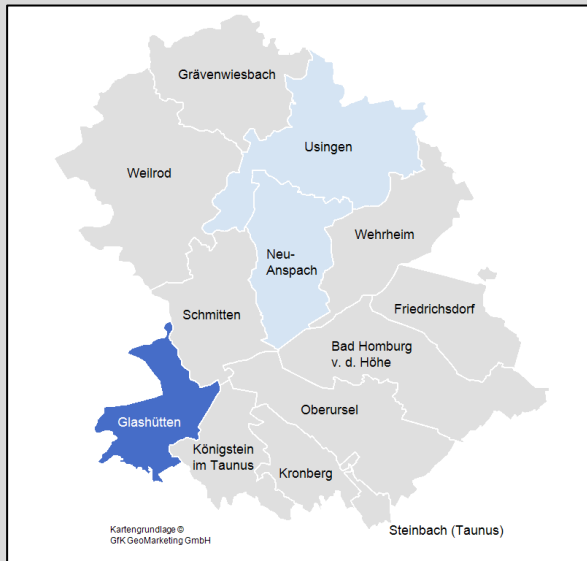 Grävenwiesbach
Usingen
Weilrod
Wehrheim
Neu-
Anspach
Friedrichsdorf
Schmitten
Bad Homburg
v. d. Höhe
Oberursel
Glashütten
Königstein
im Taunus
Kronberg
Steinbach (Taunus)
Kartengrundlage ©
GfK GeoMarketing GmbH